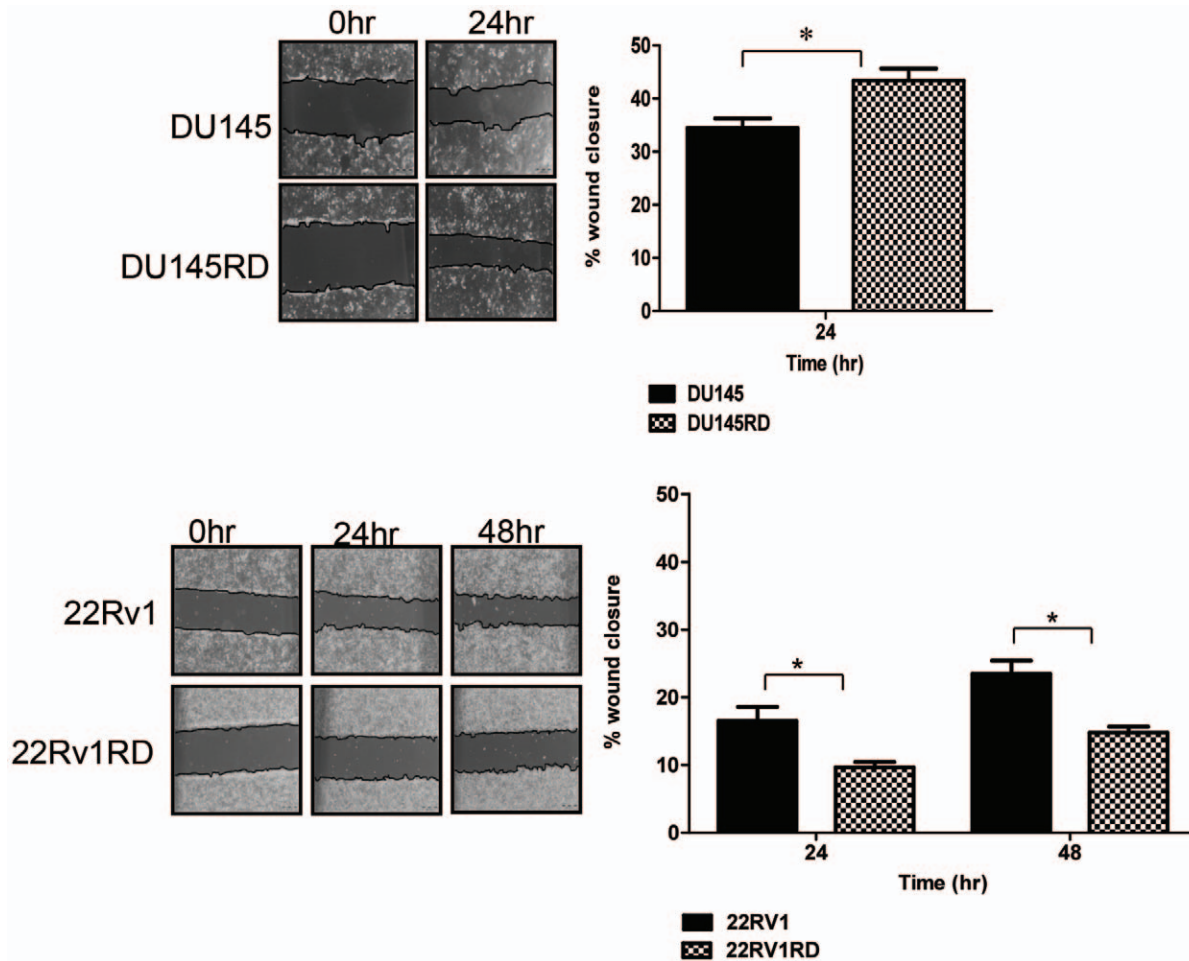 0hr 24hr
DU145
DU145RD
*
% wound closure
50
40
30
20
10
0
24
Time (hr)
DU145
DU145RD
0hr 24hr 48hr
22Rv1
22Rv1RD
% wound closure
50
40
30
20
10
0
*
*
24 48
Time (hr)
22RV1
22RV1RD